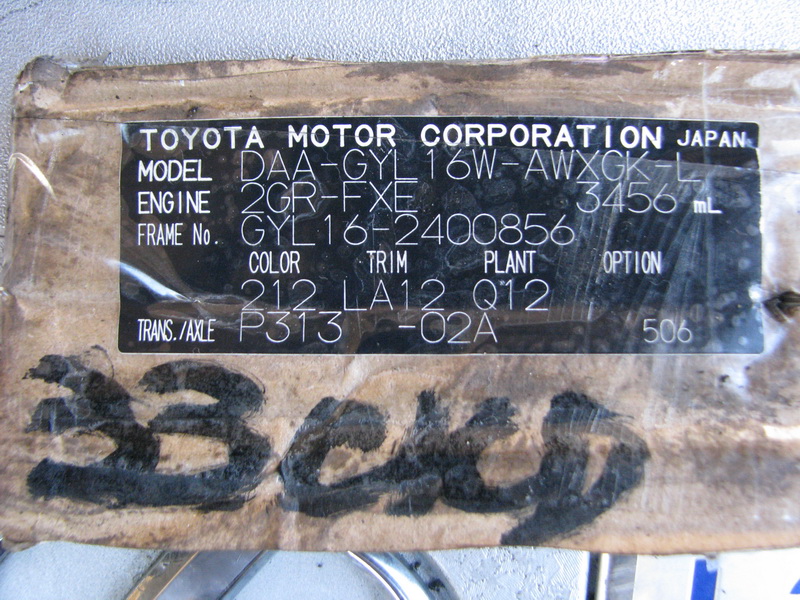 TOYOTA MOTOR CORPORATION JAPAN
MODEL DAA-GYL16W-AWXGK-L
ENGINE 2GR-FXE 3456 mL
FRAME No. GYL16-2400856
COLOR TRIM PLANT OPTION
212 LA12 Q12
TRANS./AXLE P313 -02A 506